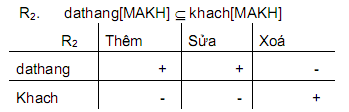 R₂. dathang[MAKH] ⊆ khach[MAKH]
R₂ Thêm Sửa Xoá
dathang + + -
Khach - - +